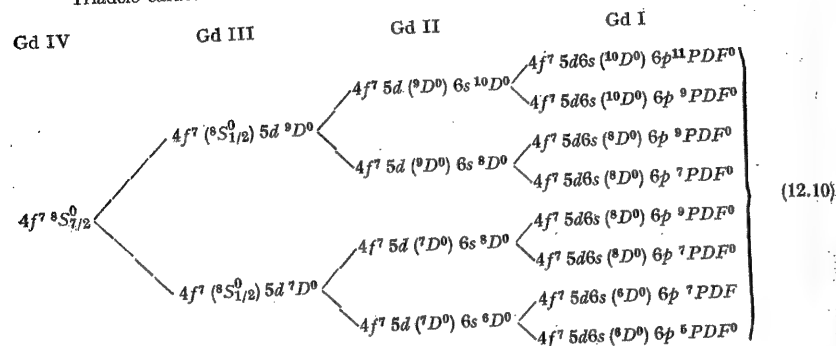 Gd IV Gd III Gd II Gd I
4f⁷ 5d6s (¹⁰D⁰) 6p¹¹PDF⁰
4f⁷ 5d (⁹D⁰) 6s ¹⁰D⁰
4f⁷ 5d6s (¹⁰D⁰) 6p ⁹PDF⁰
4f⁷ (⁸S⁰₁/₂) 5d ⁹D⁰
4f⁷ 5d6s (⁸D⁰) 6p ⁹PDF⁰
4f⁷ 5d (⁹D⁰) 6s ⁸D⁰
4f⁷ 5d6s (⁸D⁰) 6p ⁷PDF⁰
4f⁷ ⁸S⁰₇/₂ (12.10)
4f⁷ 5d6s (⁸D⁰) 6p ⁹PDF⁰
4f⁷ 5d (⁷D⁰) 6s ⁸D⁰
4f⁷ 5d6s (⁸D⁰) 6p ⁷PDF⁰
4f⁷ (⁸S⁰₁/₂) 5d ⁷D⁰
4f⁷ 5d6s (⁶D⁰) 6p ⁷PDF
4f⁷ 5d (⁷D⁰) 6s ⁶D⁰
4f⁷ 5d6s (⁶D⁰) 6p ⁵PDF⁰